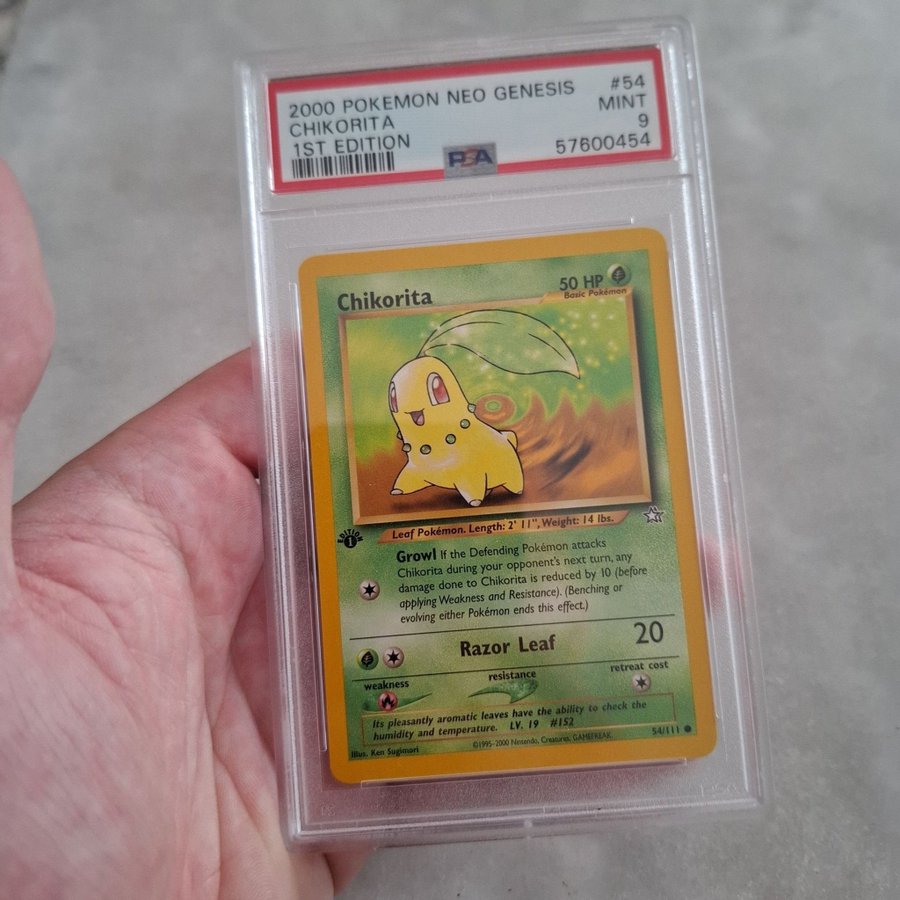 2000 POKEMON NEO GENESIS #54
CHIKORITA MINT
1ST EDITION 9
PSA 57600454
Chikorita 50 HP
Basic Pokémon
Leaf Pokémon. Length: 2' 11", Weight: 14 lbs.
EDITION
1
Growl If the Defending Pokémon attacks
Chikorita during your opponent's next turn, any
damage done to Chikorita is reduced by 10 (before
applying Weakness and Resistance). (Benching or
evolving either Pokémon ends this effect.)
Razor Leaf 20
weakness resistance retreat cost
Its pleasantly aromatic leaves have the ability to check the
humidity and temperature. LV. 19 #152
Illus. Ken Sugimori ©1995-2000 Nintendo, Creatures, GAMEFREAK. 54/111
PSA